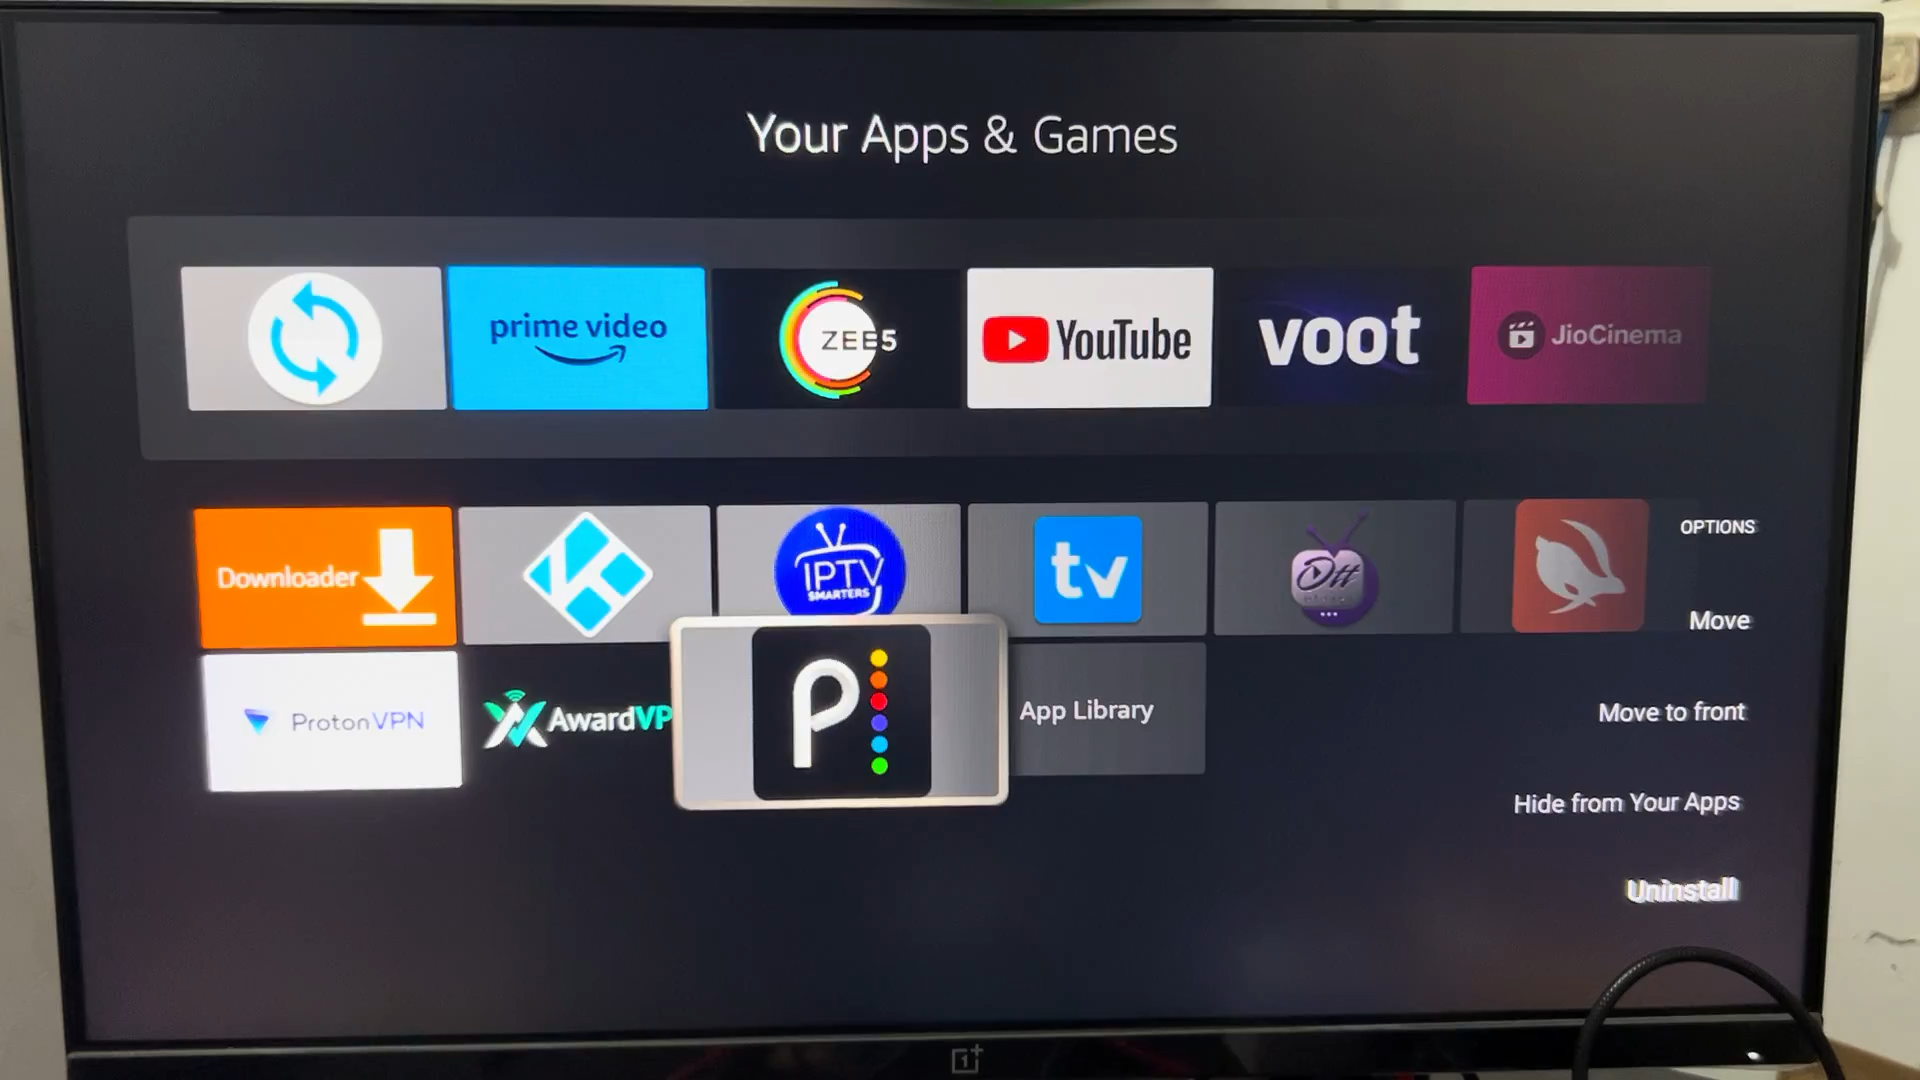 Your Apps & Games
prime video
ZEE5
YouTube
voot
JioCinema
Downloader
IPTV
SMARTERS
tv
Ott
OPTIONS
Move
ProtonVPN
AwardVP
P
App Library
Move to front
Hide from Your Apps
Uninstall